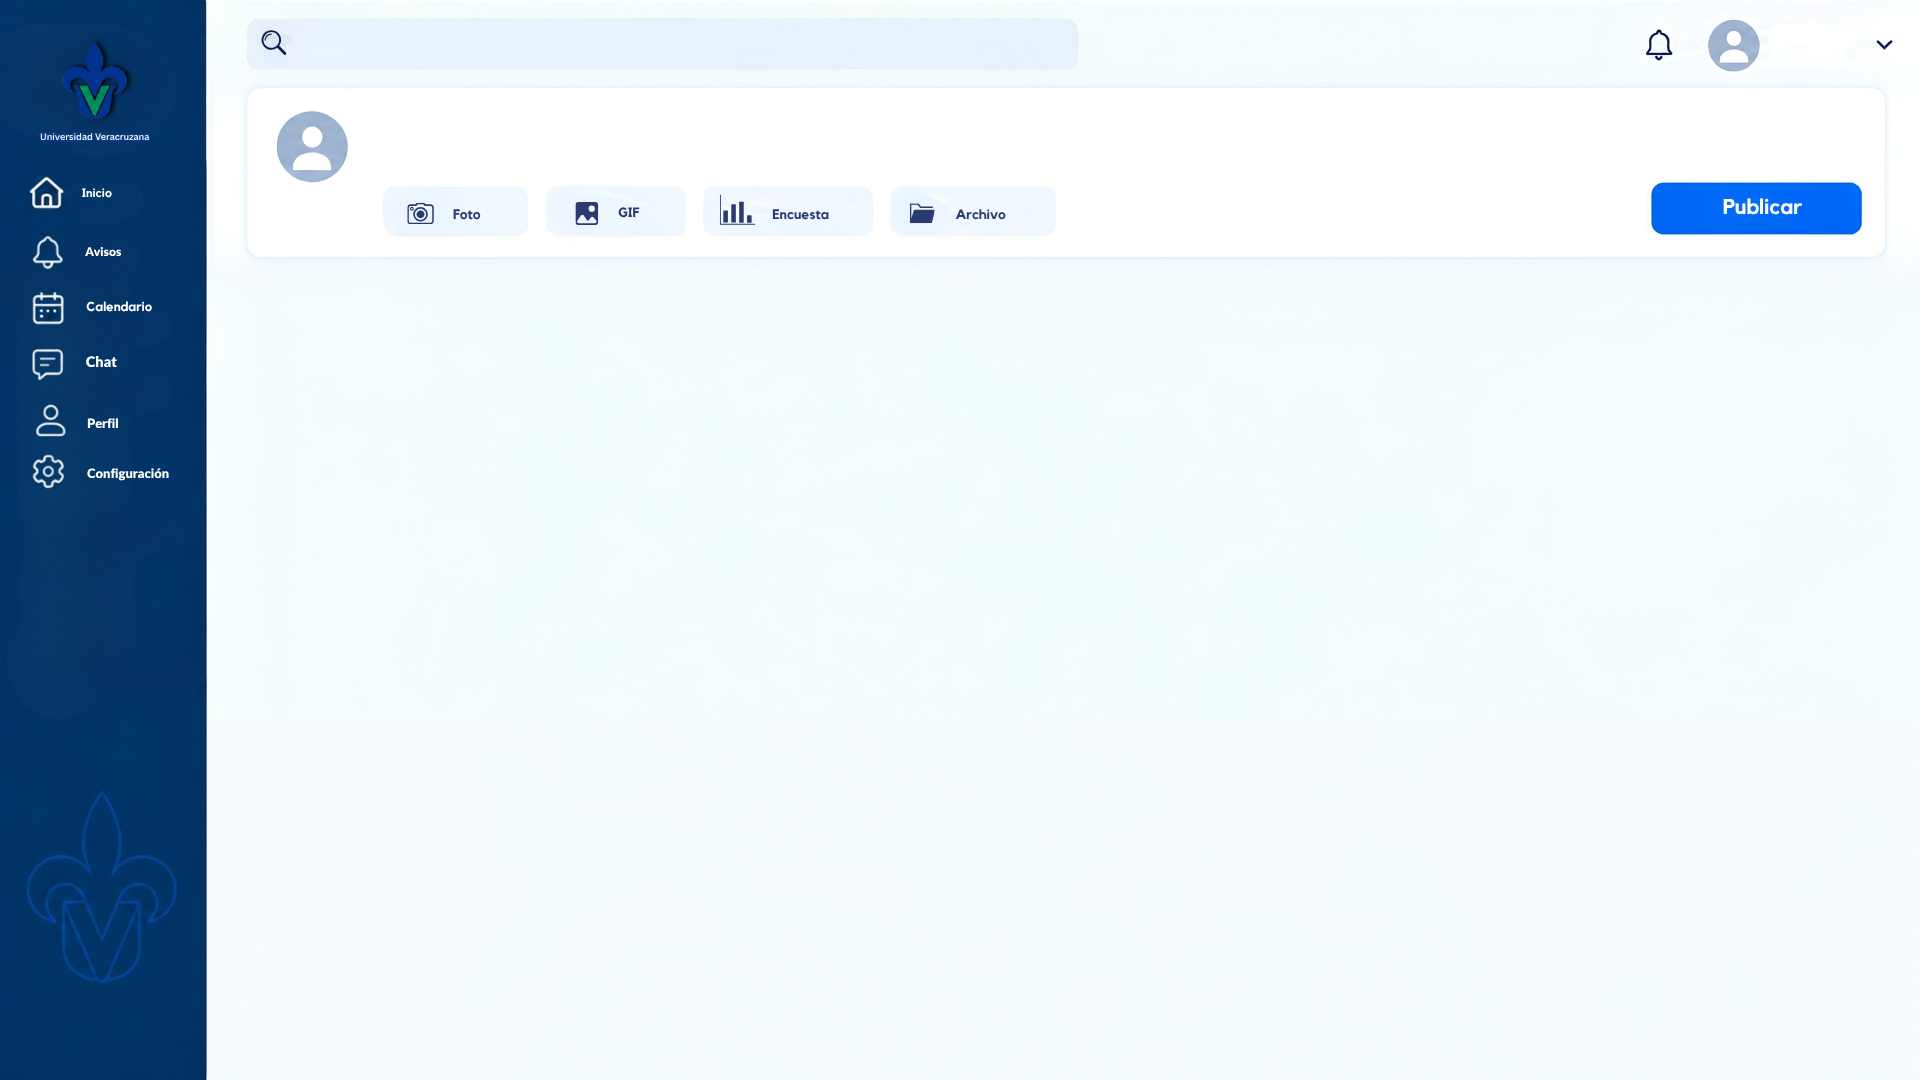 Universidad Veracruzana
Inicio
Avisos
Calendario
Chat
Perfil
Configuración
Foto
GIF
Encuesta
Archivo
Publicar